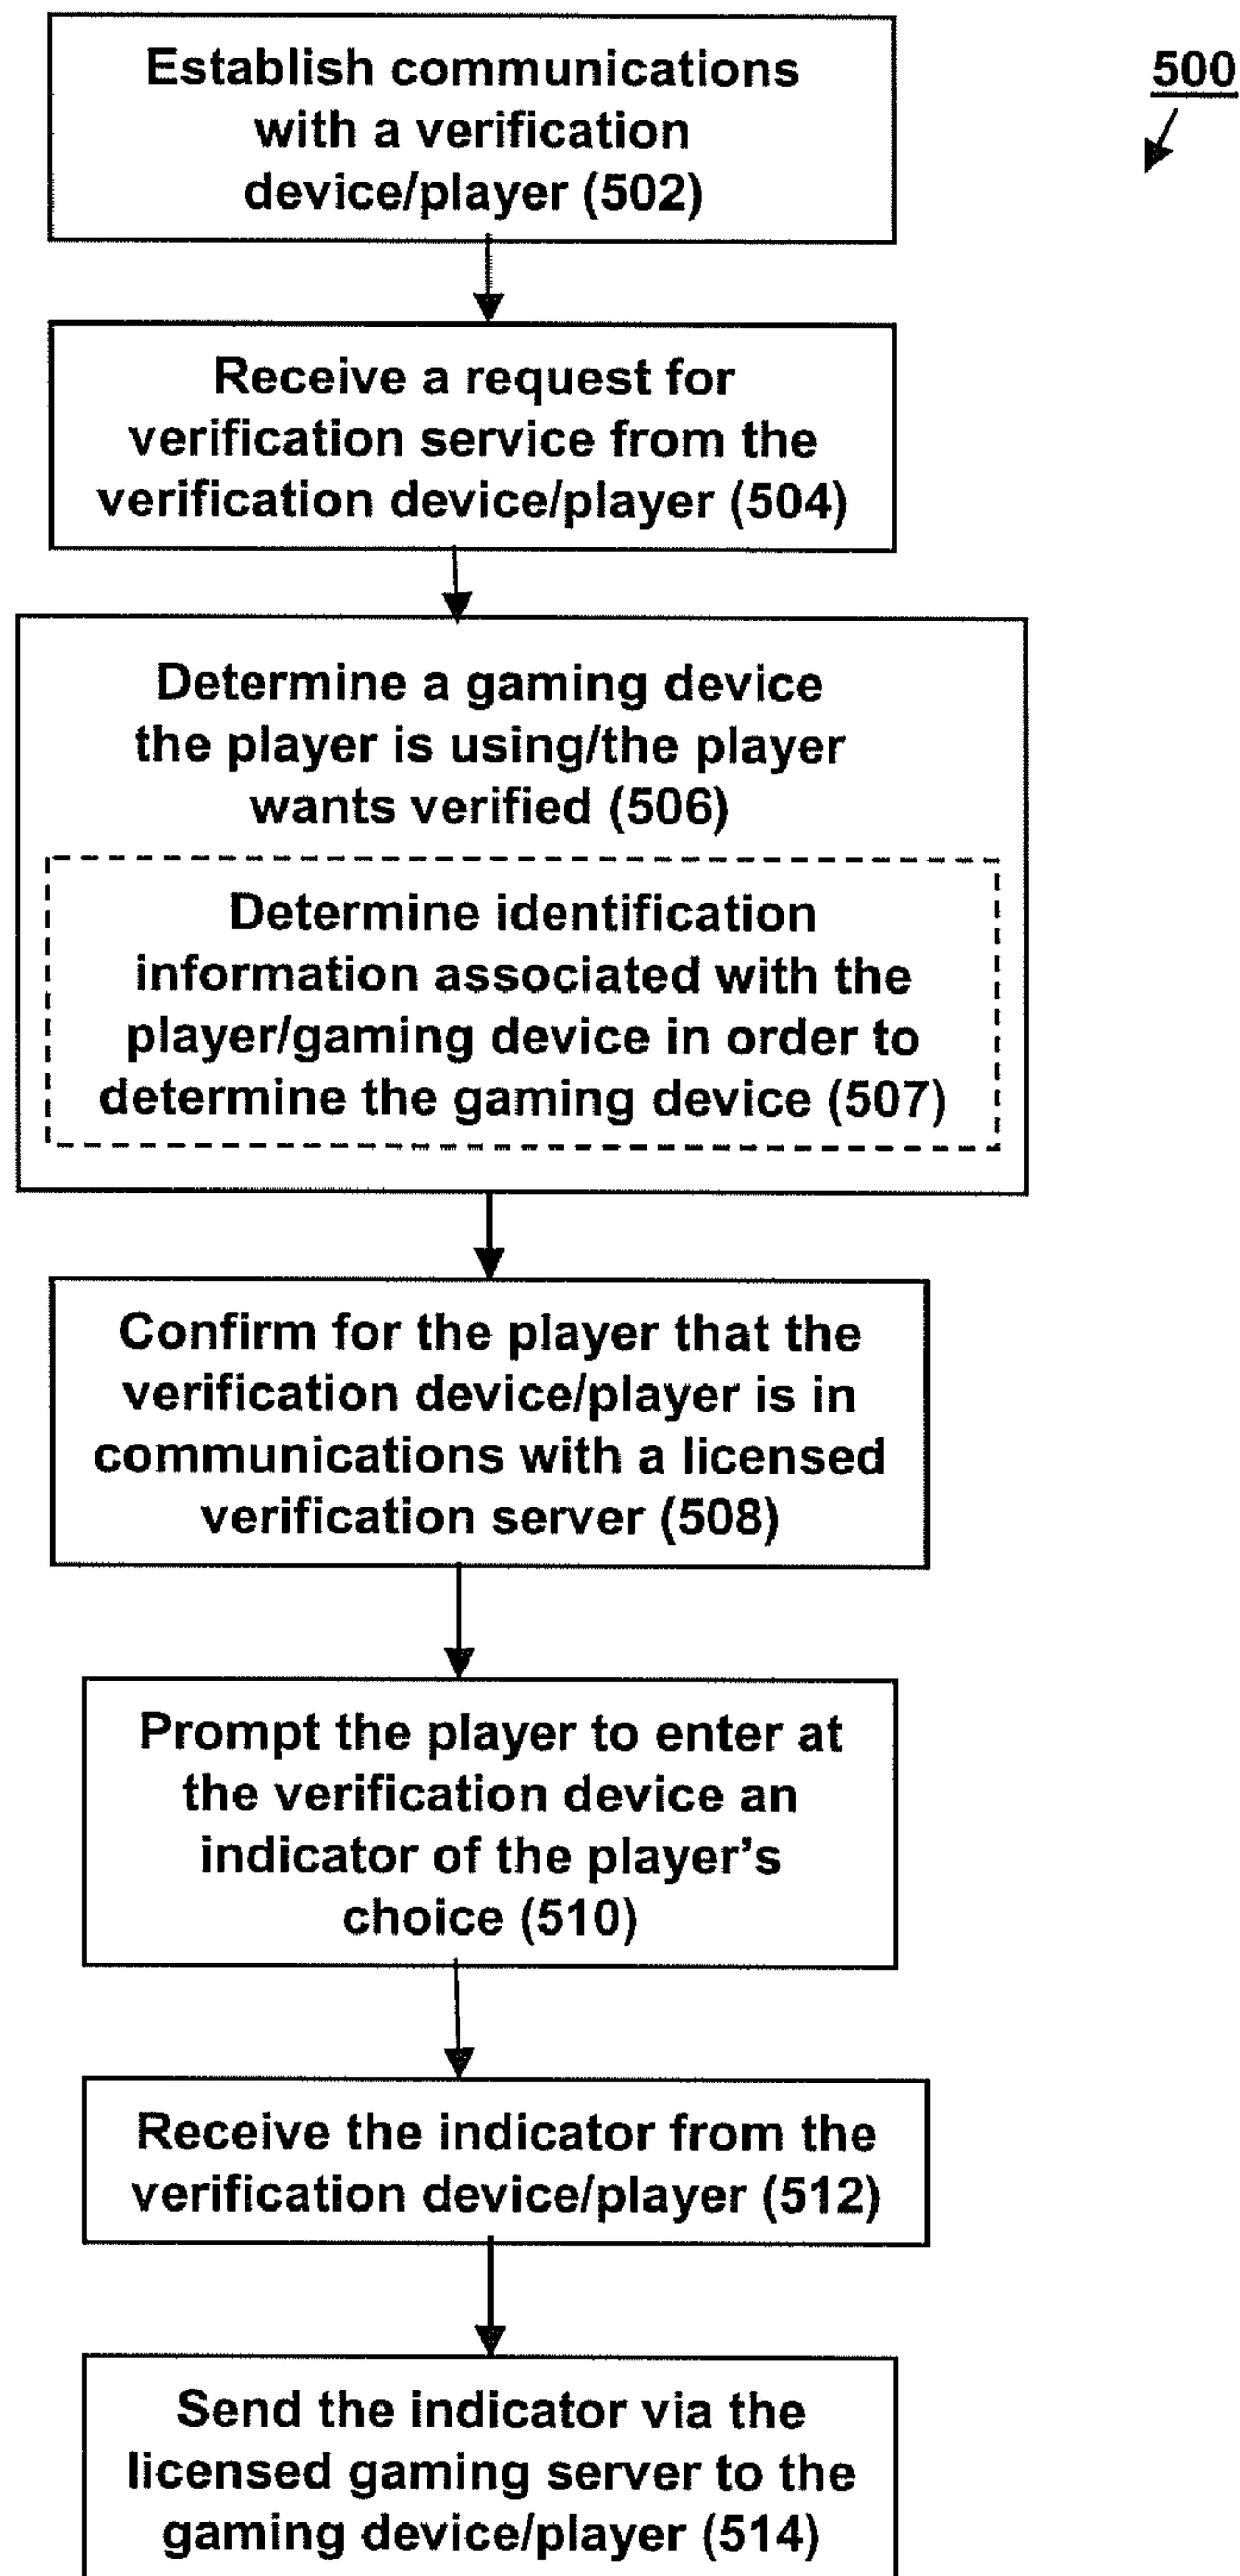 Establish communications
with a verification
device/player (502)
500
Receive a request for
verification service from the
verification device/player (504)
Determine a gaming device
the player is using/the player
wants verified (506)
Determine identification
information associated with the
player/gaming device in order to
determine the gaming device (507)
Confirm for the player that the
verification device/player is in
communications with a licensed
verification server (508)
Prompt the player to enter at
the verification device an
indicator of the player's
choice (510)
Receive the indicator from the
verification device/player (512)
Send the indicator via the
licensed gaming server to the
gaming device/player (514)